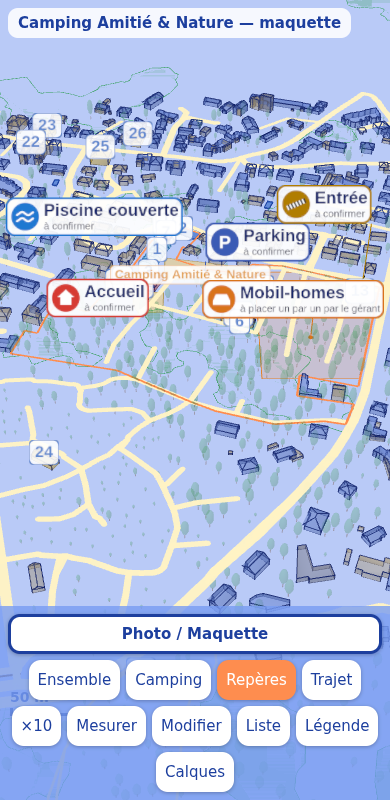 Camping Amitié & Nature — maquette
23
26
22
25
Entrée
à confirmer
Piscine couverte
à confirmer
2
Parking
à confirmer
1
Camping Amitié & Nature
Accueil
à confirmer
Mobil-homes
à placer un par un par le gérant
6
24
Photo / Maquette
Ensemble
Camping
Repères
Trajet
50 m
×10
Mesurer
Modifier
Liste
Légende
Calques